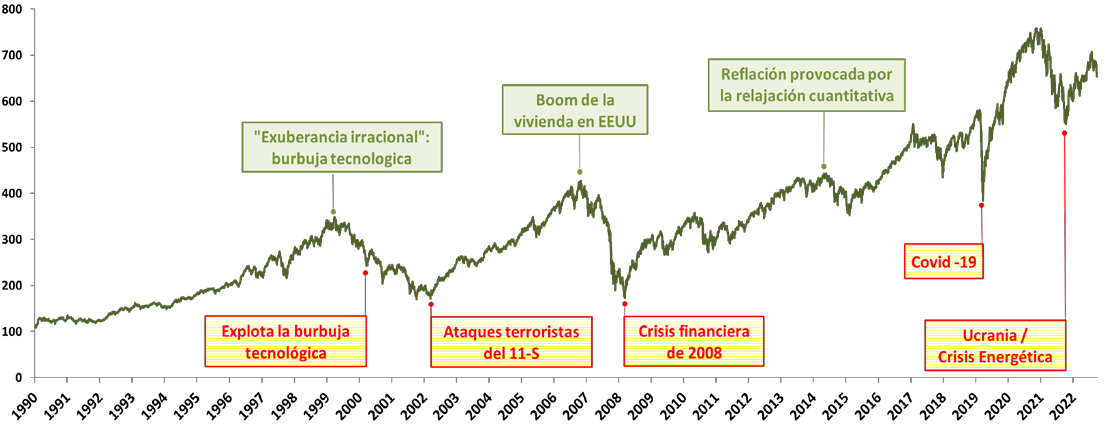 800
700
600
500
400
300
200
100
0
"Exuberancia irracional":
burbuja tecnologica
Boom de la
vivienda en EEUU
Reflación provocada por
la relajación cuantitativa
Explota la burbuja
tecnológica
Ataques terroristas
del 11-S
Crisis financiera
de 2008
Covid -19
Ucrania /
Crisis Energética
1990
1991
1992
1993
1994
1995
1996
1997
1998
1999
2000
2001
2002
2003
2004
2005
2006
2007
2008
2009
2010
2011
2012
2013
2014
2015
2016
2017
2018
2019
2020
2021
2022